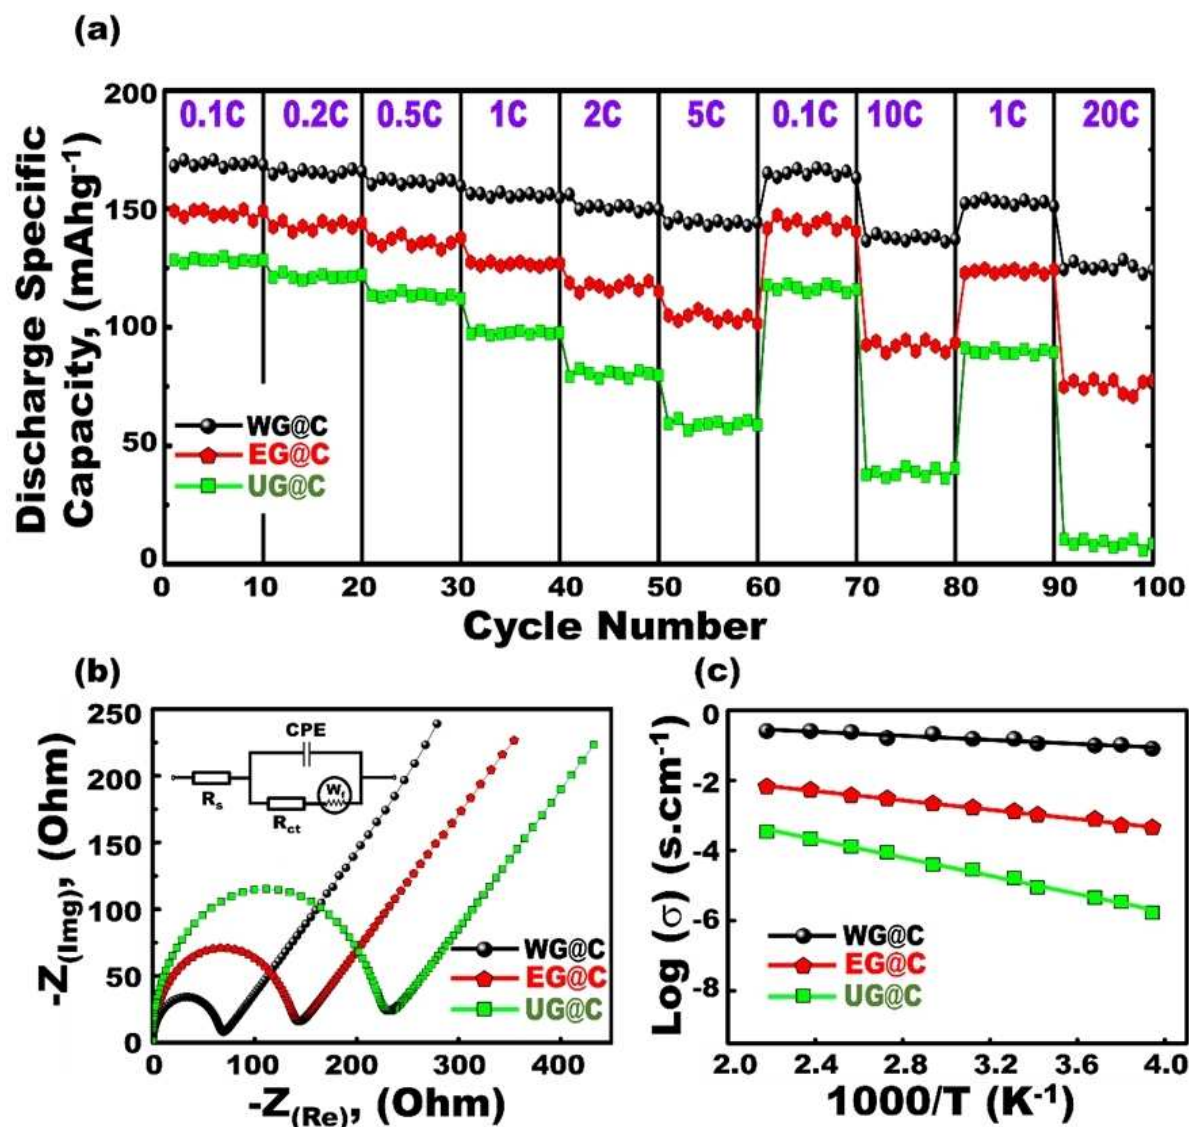 (a)
Discharge Specific
Capacity, (mAhg⁻¹)
200
150
100
50
0
0.1C 0.2C 0.5C 1C 2C 5C 0.1C 10C 1C 20C
WG@C
EG@C
UG@C
0 10 20 30 40 50 60 70 80 90 100
Cycle Number
(b)
-Z(Img), (Ohm)
250
200
150
100
50
0
CPE
Rs
Rct
Wf
WG@C
EG@C
UG@C
0 100 200 300 400
-Z(Re), (Ohm)
(c)
Log (σ) (s.cm⁻¹)
0
-2
-4
-6
-8
WG@C
EG@C
UG@C
2.0 2.4 2.8 3.2 3.6 4.0
1000/T (K⁻¹)